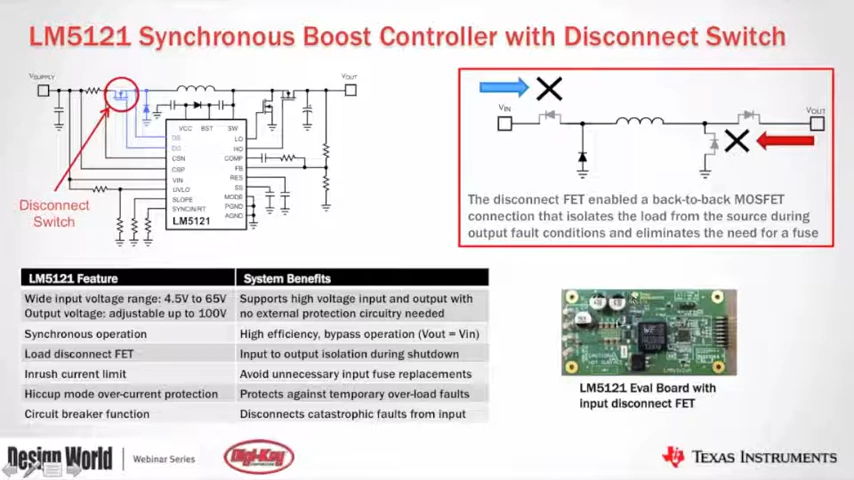 LM5121 Synchronous Boost Controller with Disconnect Switch
VSUPPLY
VOUT
VCC BST SW
DS
DG
CSN
CSP
VIN
UVLO
SLOPE
SYNCIN/RT
LM5121
LO
HO
COMP
FB
RES
SS
MODE
PGND
AGND
Disconnect
Switch
VIN
VOUT
The disconnect FET enabled a back-to-back MOSFET
connection that isolates the load from the source during
output fault conditions and eliminates the need for a fuse
LM5121 Feature System Benefits
Wide input voltage range: 4.5V to 65V Supports high voltage input and output with
Output voltage: adjustable up to 100V no external protection circuitry needed
Synchronous operation High efficiency, bypass operation (Vout = Vin)
Load disconnect FET Input to output isolation during shutdown
Inrush current limit Avoid unnecessary input fuse replacements
Hiccup mode over-current protection Protects against temporary over-load faults
Circuit breaker function Disconnects catastrophic faults from input
LM5121 Eval Board with
input disconnect FET
Design World
Webinar Series
Digi-Key
CORPORATION
TEXAS INSTRUMENTS